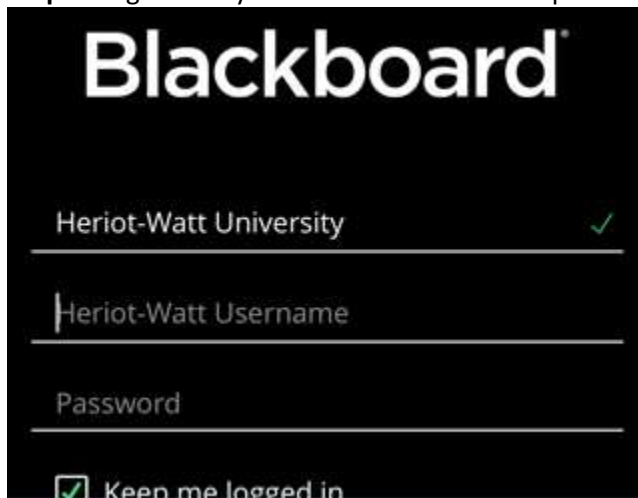 Blackboard
Heriot-Watt University
Heriot-Watt Username
Password
Keep me logged in